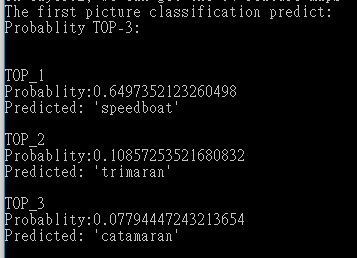 The first picture classification predict:
Probablity TOP-3:
TOP_1
Probablity:0.6497352123260498
Predicted: 'speedboat'
TOP_2
Probablity:0.10857253521680832
Predicted: 'trimaran'
TOP_3
Probablity:0.07794447243213654
Predicted: 'catamaran'